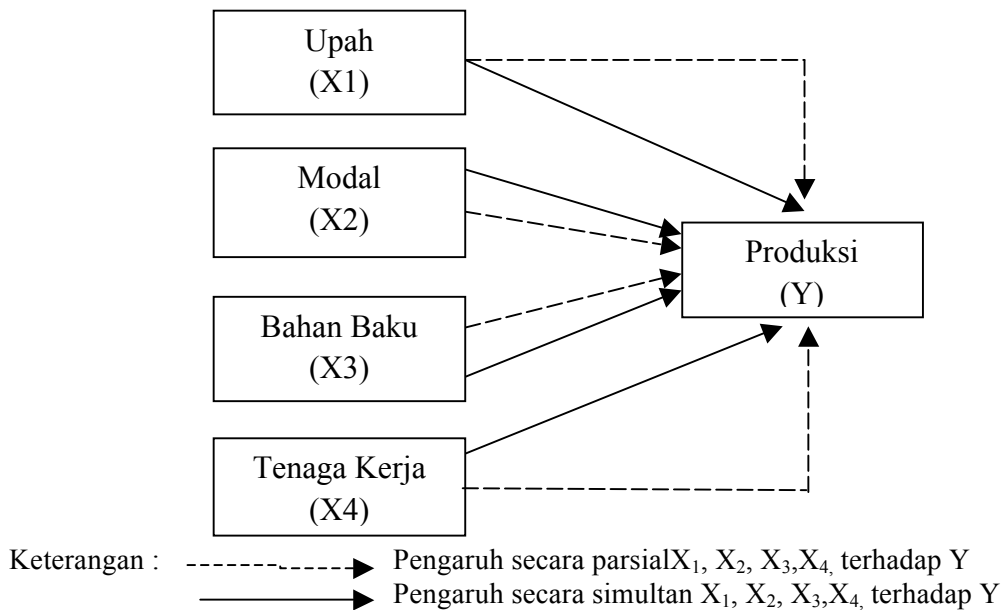 Upah
(X1)
Modal
(X2)
Produksi
(Y)
Bahan Baku
(X3)
Tenaga Kerja
(X4)
Keterangan :
Pengaruh secara parsialX₁, X₂, X₃,X₄, terhadap Y
Pengaruh secara simultan X₁, X₂, X₃,X₄, terhadap Y